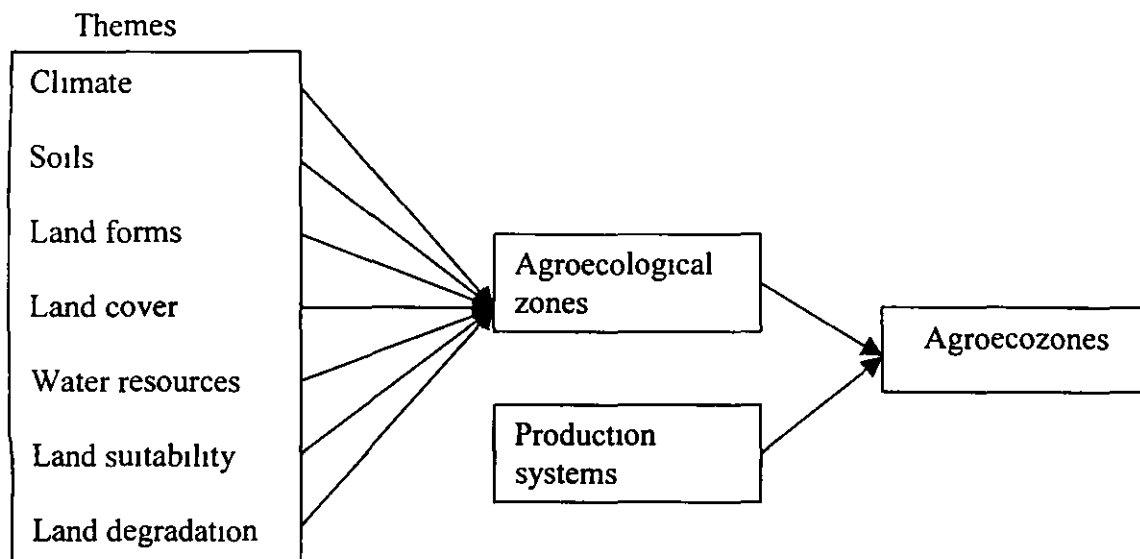 Themes
Climate
Soils
Land forms
Land cover
Water resources
Land suitability
Land degradation
Agroecological
zones
Production
systems
Agroecozones